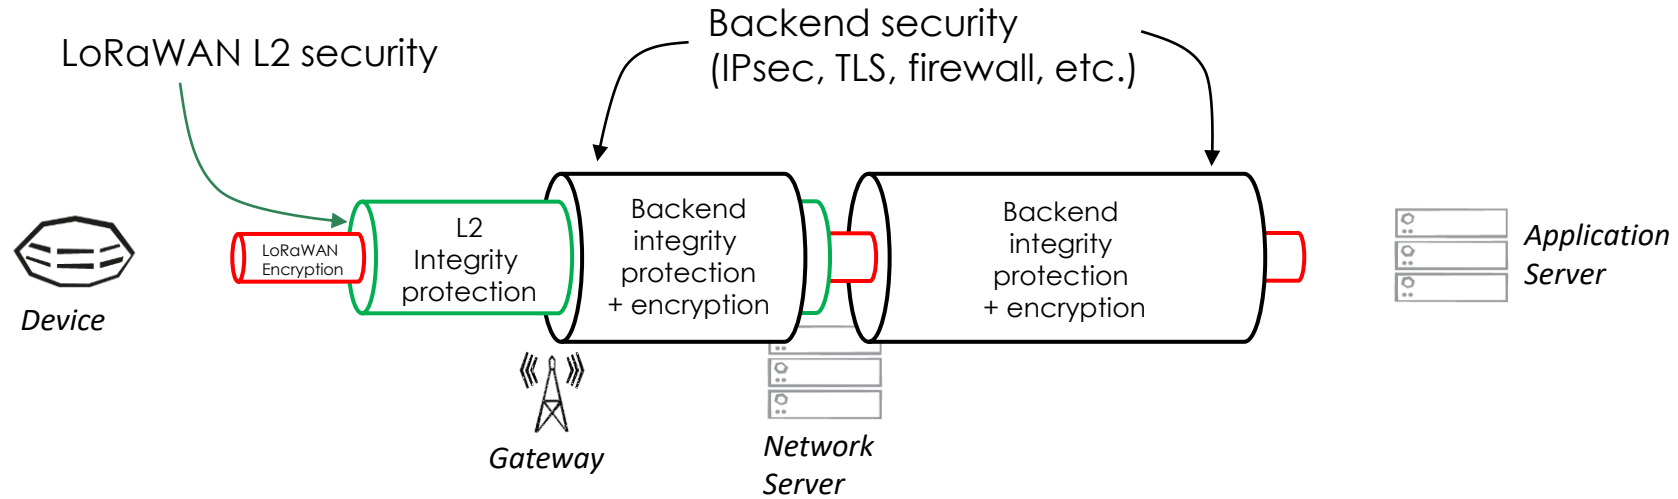 LoRaWAN L2 security
Backend security
(IPsec, TLS, firewall, etc.)
Device
LoRaWAN
Encryption
L2
Integrity
protection
Backend
integrity
protection
+ encryption
Backend
integrity
protection
+ encryption
Application
Server
Gateway
Network
Server